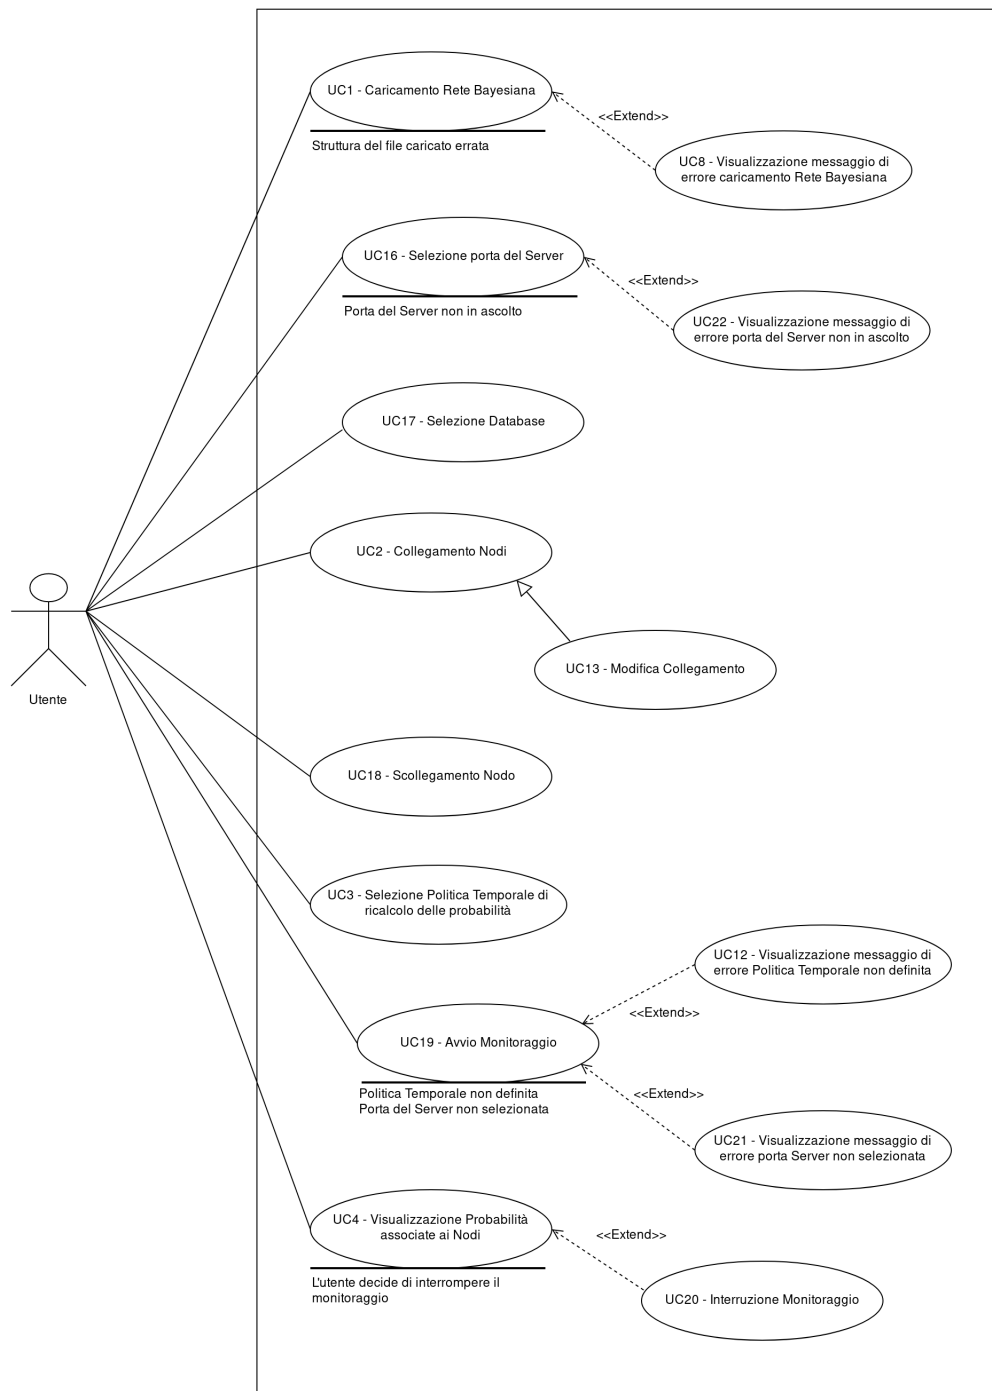 UC1 - Caricamento Rete Bayesiana
<<Extend>>
Struttura del file caricato errata
UC8 - Visualizzazione messaggio di
errore caricamento Rete Bayesiana
UC16 - Selezione porta del Server
<<Extend>>
Porta del Server non in ascolto
UC22 - Visualizzazione messaggio di
errore porta del Server non in ascolto
UC17 - Selezione Database
UC2 - Collegamento Nodi
UC13 - Modifica Collegamento
Utente
UC18 - Scollegamento Nodo
UC3 - Selezione Politica Temporale di
ricalcolo delle probabilità
UC12 - Visualizzazione messaggio di
errore Politica Temporale non definita
<<Extend>>
UC19 - Avvio Monitoraggio
Politica Temporale non definita
Porta del Server non selezionata
<<Extend>>
UC21 - Visualizzazione messaggio di
errore porta Server non selezionata
UC4 - Visualizzazione Probabilità
associate ai Nodi
<<Extend>>
L'utente decide di interrompere il
monitoraggio
UC20 - Interruzione Monitoraggio